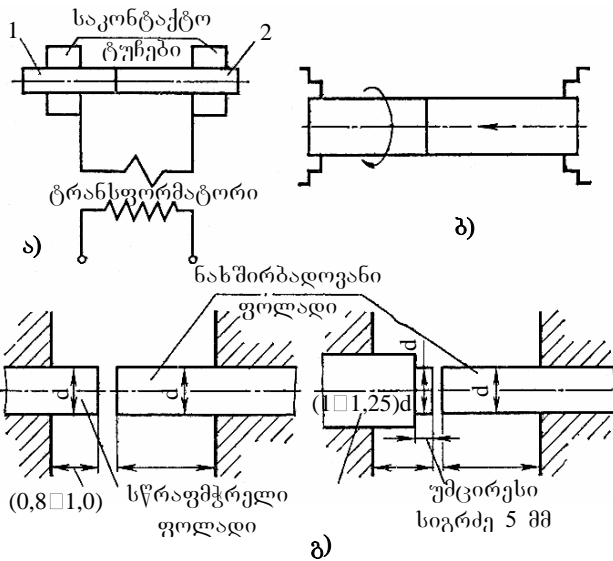 საკონტაქტო
ტუჩები
1
2
ტრანსფორმატორი
ა)
ბ)
ნახშირბადოვანი
ფოლადი
d
d
d
d
(1□1,25)d
(0,8□1,0)
სწრაფმჭრელი
ფოლადი
უმცირესი
სიგრძე 5 მმ
გ)